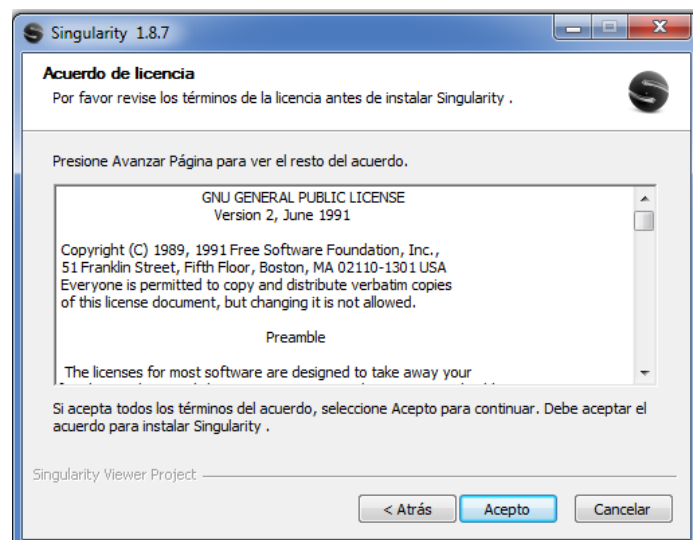 Singularity 1.8.7
Acuerdo de licencia
Por favor revise los términos de la licencia antes de instalar Singularity .
Presione Avanzar Página para ver el resto del acuerdo.
GNU GENERAL PUBLIC LICENSE
Version 2, June 1991
Copyright (C) 1989, 1991 Free Software Foundation, Inc.,
51 Franklin Street, Fifth Floor, Boston, MA 02110-1301 USA
Everyone is permitted to copy and distribute verbatim copies
of this license document, but changing it is not allowed.
Preamble
The licenses for most software are designed to take away your
Si acepta todos los términos del acuerdo, seleccione Acepto para continuar. Debe aceptar el
acuerdo para instalar Singularity .
Singularity Viewer Project
< Atrás
Acepto
Cancelar